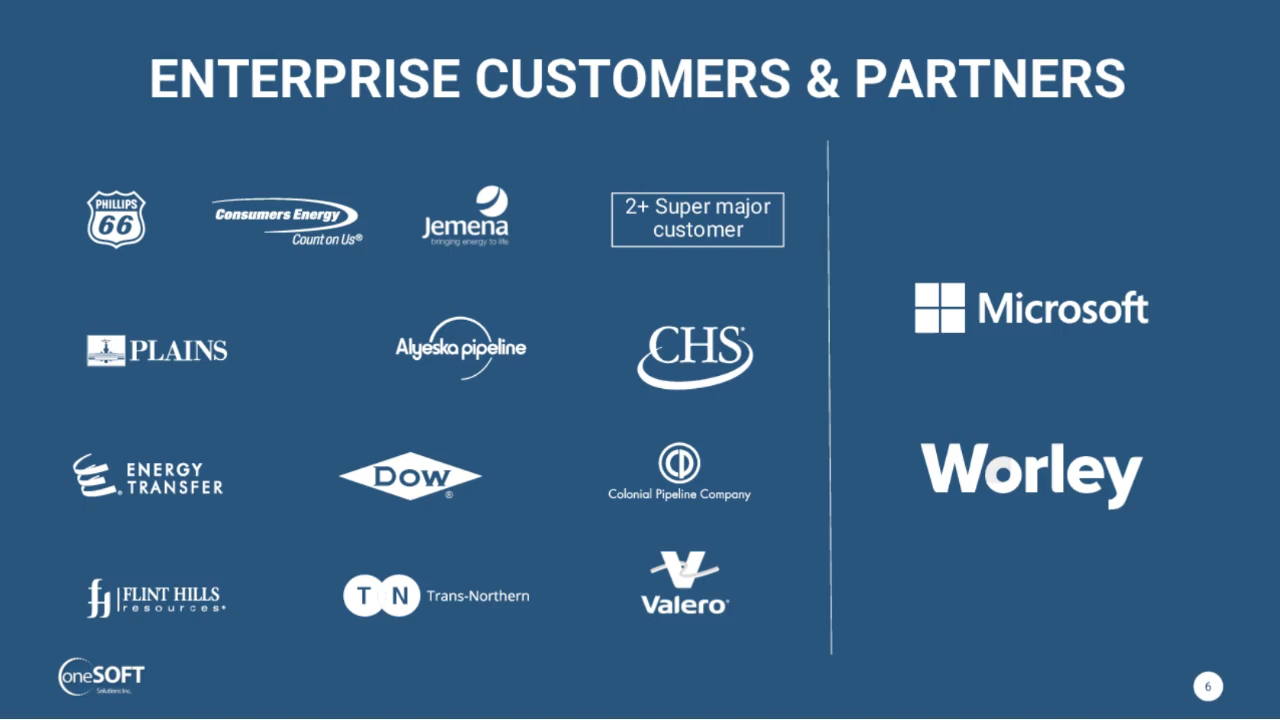 ENTERPRISE CUSTOMERS & PARTNERS
PHILLIPS
66
Consumers Energy
Count on Us®
Jemena
bringing energy to life
2+ Super major
customer
PLAINS
Alyeska pipeline
CHS®
ENERGY
TRANSFER®
DOW®
Colonial Pipeline Company
FLINT HILLS
resources®
T N Trans-Northern
Valero®
Microsoft
Worley
oneSOFT
Solutions Inc.
6